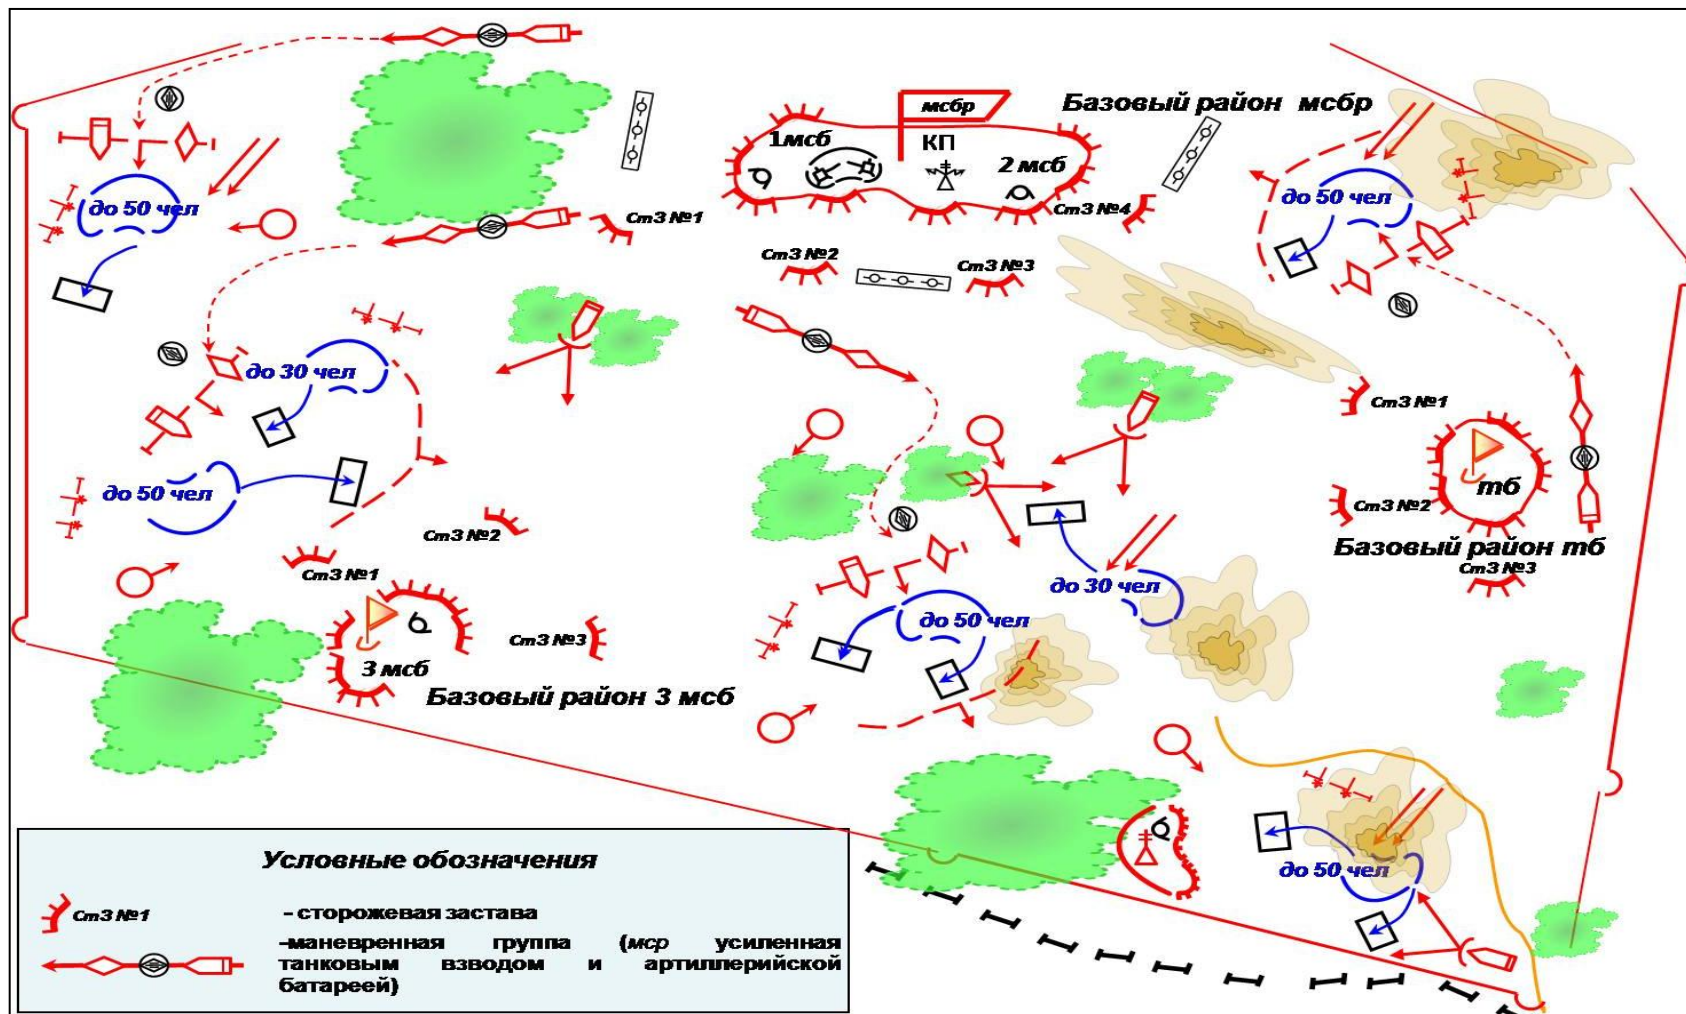 мсбр
Базовый район мсбр
1мсб
КП
2 мсб
до 50 чел
до 50 чел
СтЗ №1
СтЗ №4
СтЗ №2
СтЗ №3
до 30 чел
СтЗ №1
тб
до 50 чел
СтЗ №2
СтЗ №2
Базовый район тб
СтЗ №1
СтЗ №3
до 30 чел
до 50 чел
СтЗ №3
3 мсб
Базовый район 3 мсб
до 50 чел
Условные обозначения
СтЗ №1
- сторожевая застава
-маневренная группа (мср усиленная
танковым взводом и артиллерийской
батареей)